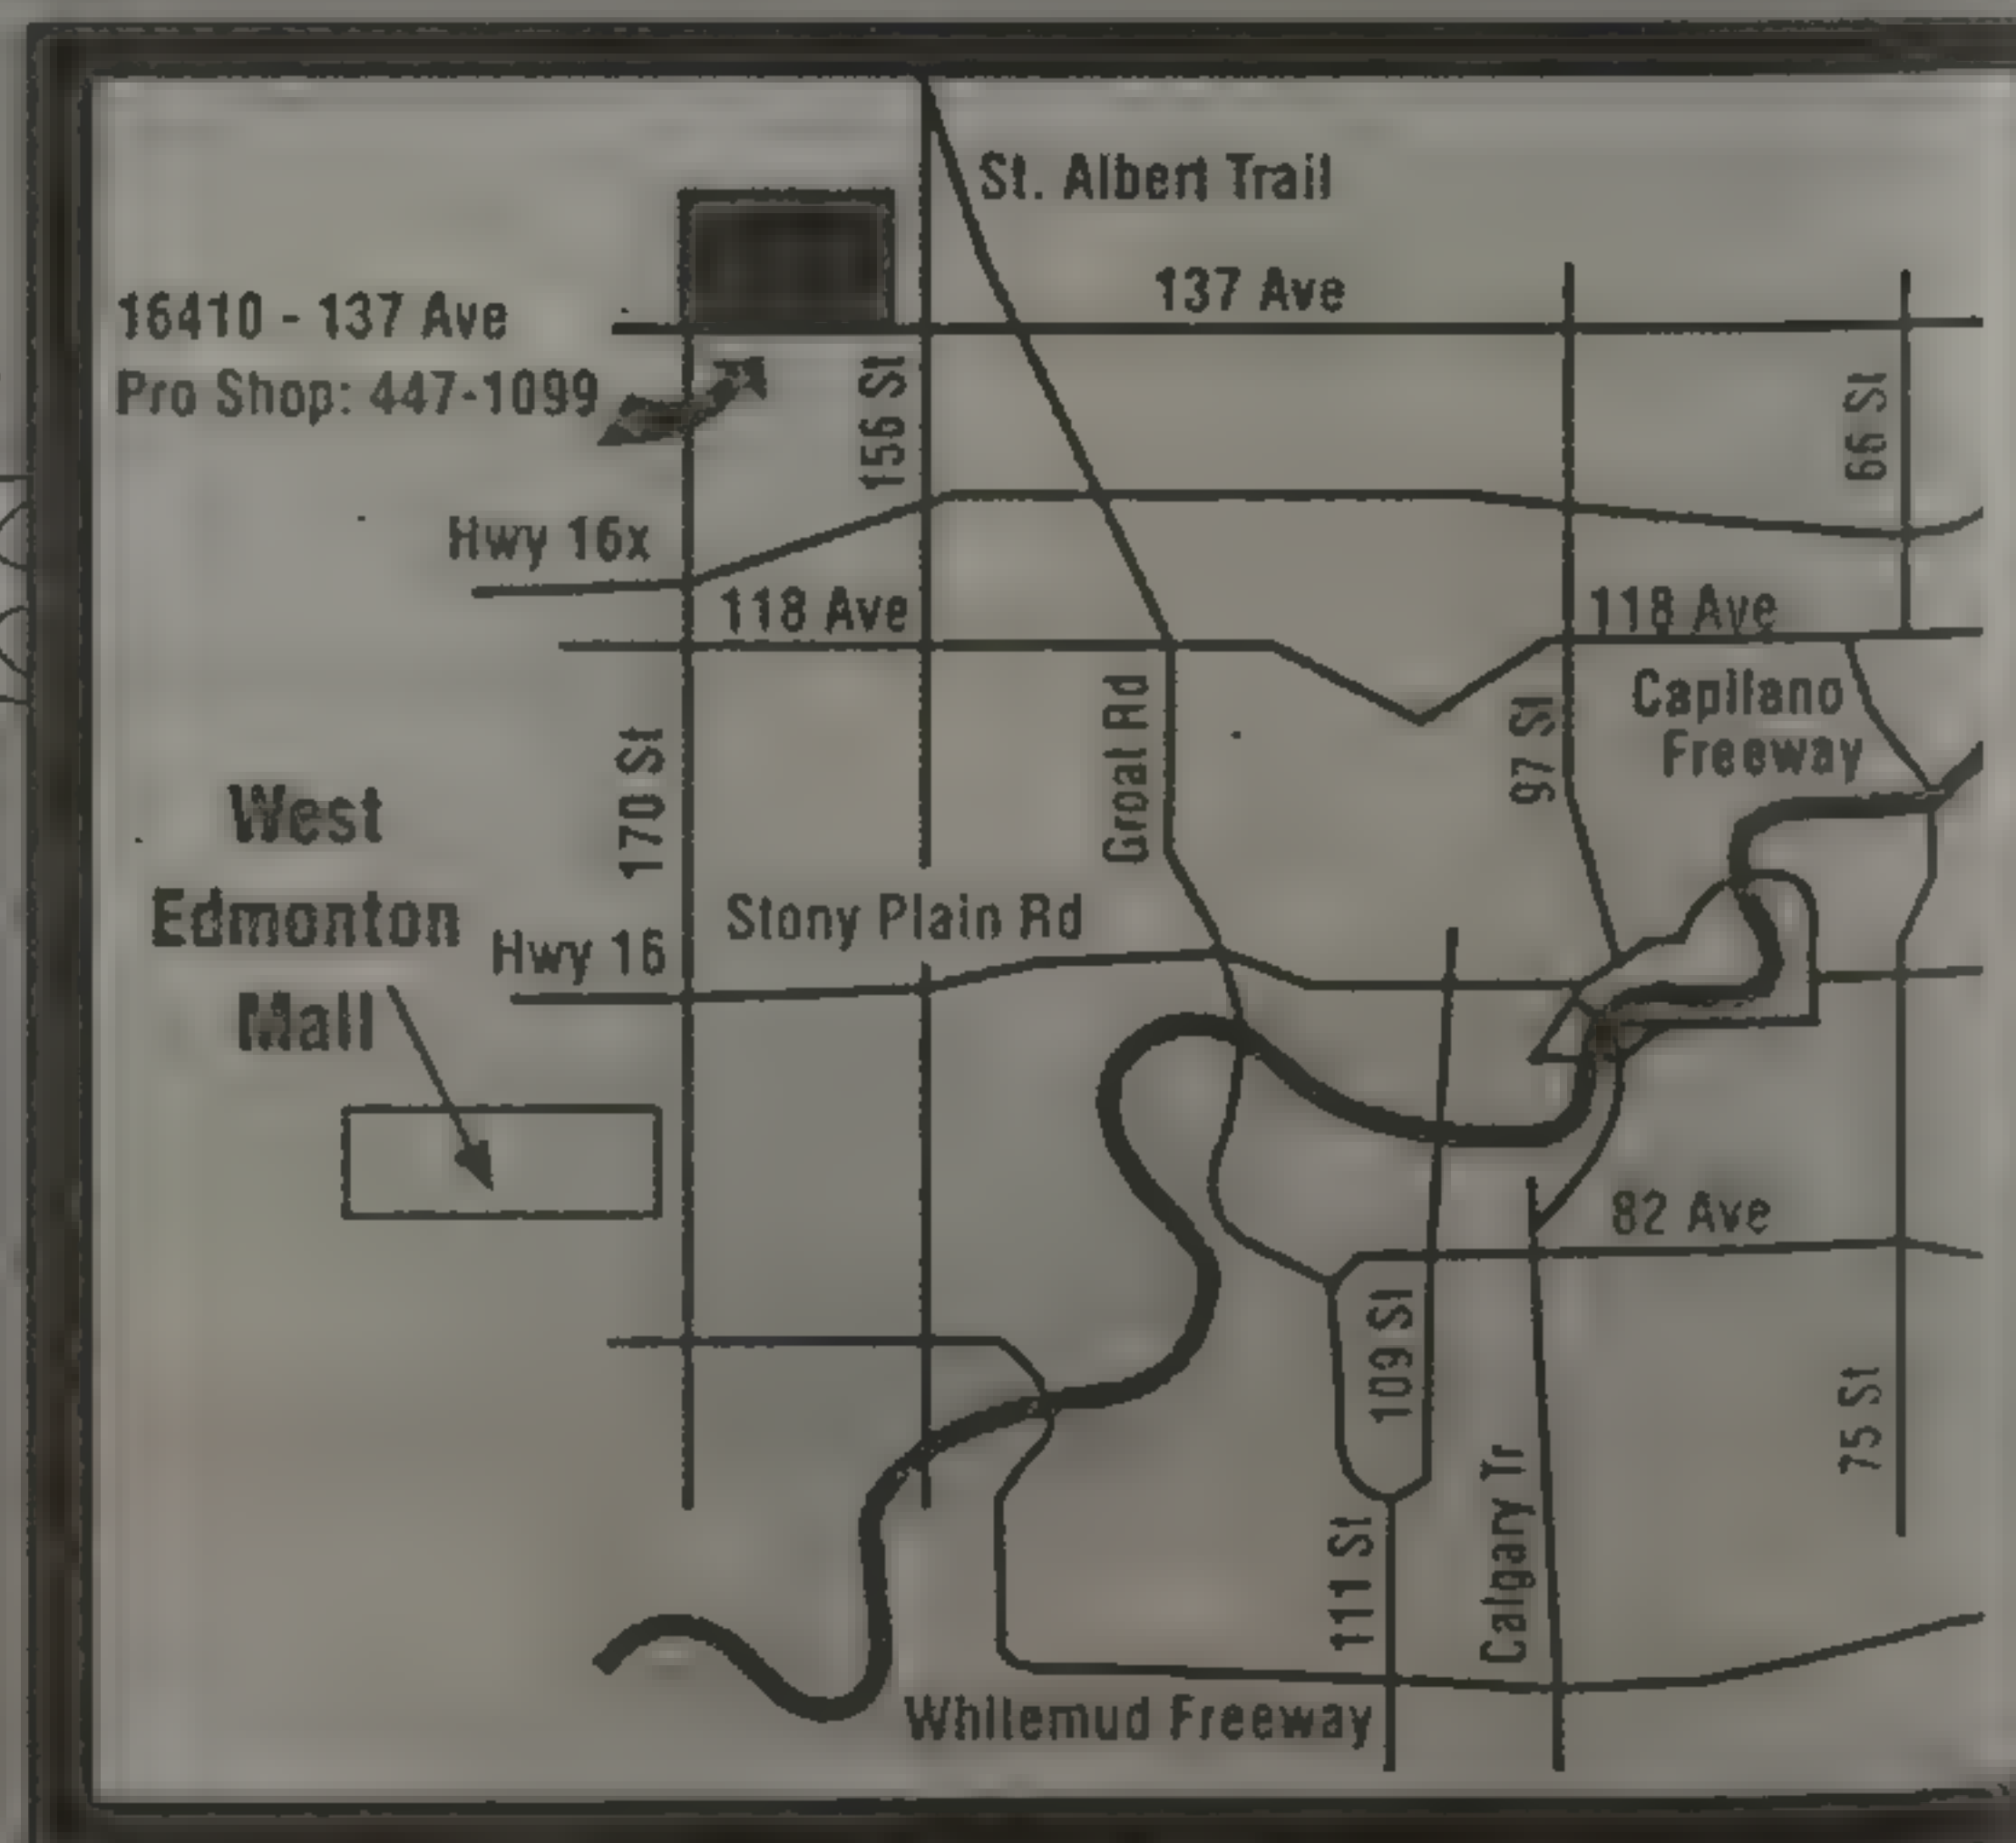 St. Albert Trail
137 Ave
16410 - 137 Ave
Pro Shop: 447-1099
156 St
66 St
Hwy 16x
118 Ave
118 Ave
Capilano
Freeway
97 St
Groat Rd
170 St
West
Edmonton
Mall
Stony Plain Rd
Hwy 16
82 Ave
109 St
75 St
Calgary Tr
111 St
Whitemud Freeway